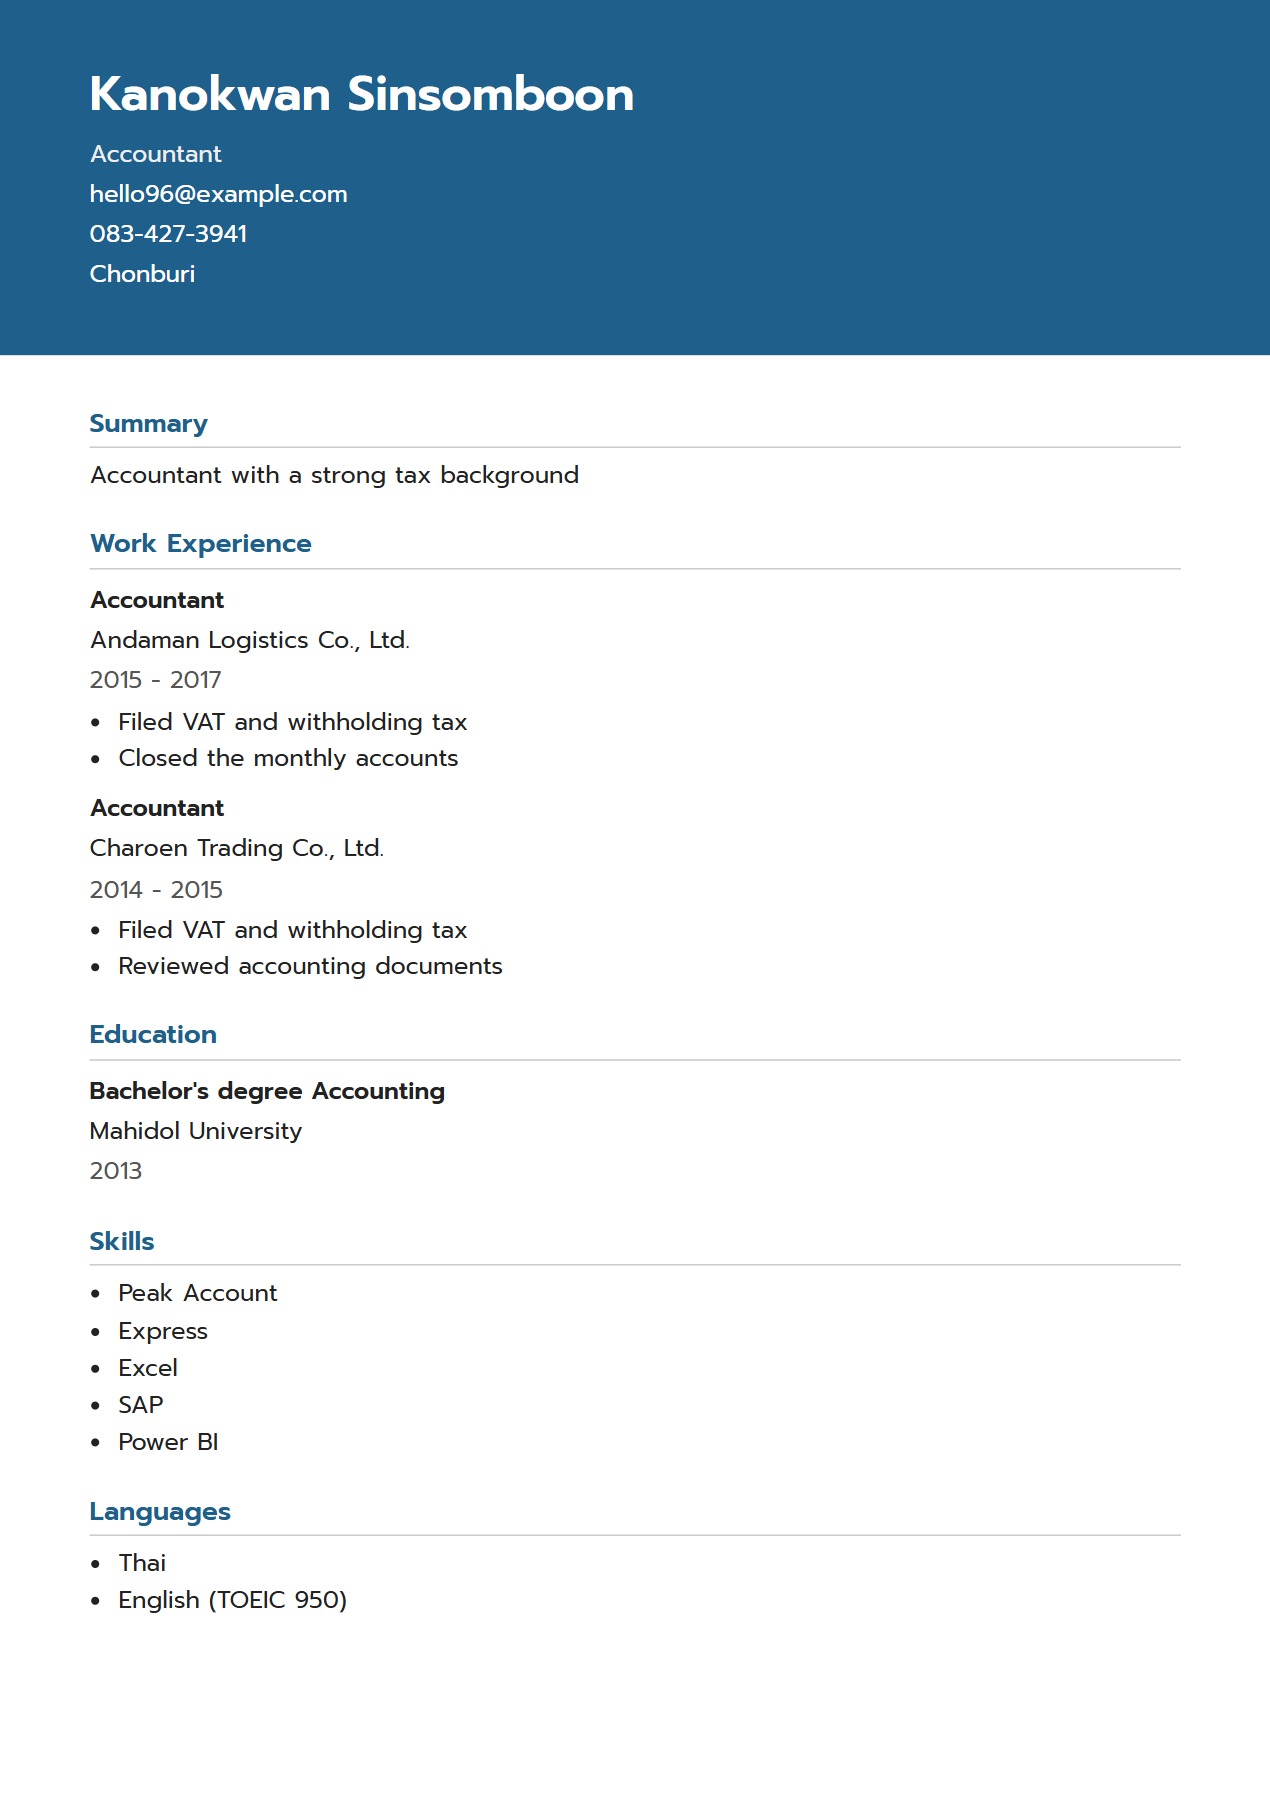 Kanokwan Sinsomboon
Accountant
hello96@example.com
083-427-3941
Chonburi
Summary
Accountant with a strong tax background
Work Experience
Accountant
Andaman Logistics Co., Ltd.
2015 - 2017
• Filed VAT and withholding tax
• Closed the monthly accounts
Accountant
Charoen Trading Co., Ltd.
2014 - 2015
• Filed VAT and withholding tax
• Reviewed accounting documents
Education
Bachelor's degree Accounting
Mahidol University
2013
Skills
• Peak Account
• Express
• Excel
• SAP
• Power BI
Languages
• Thai
• English (TOEIC 950)